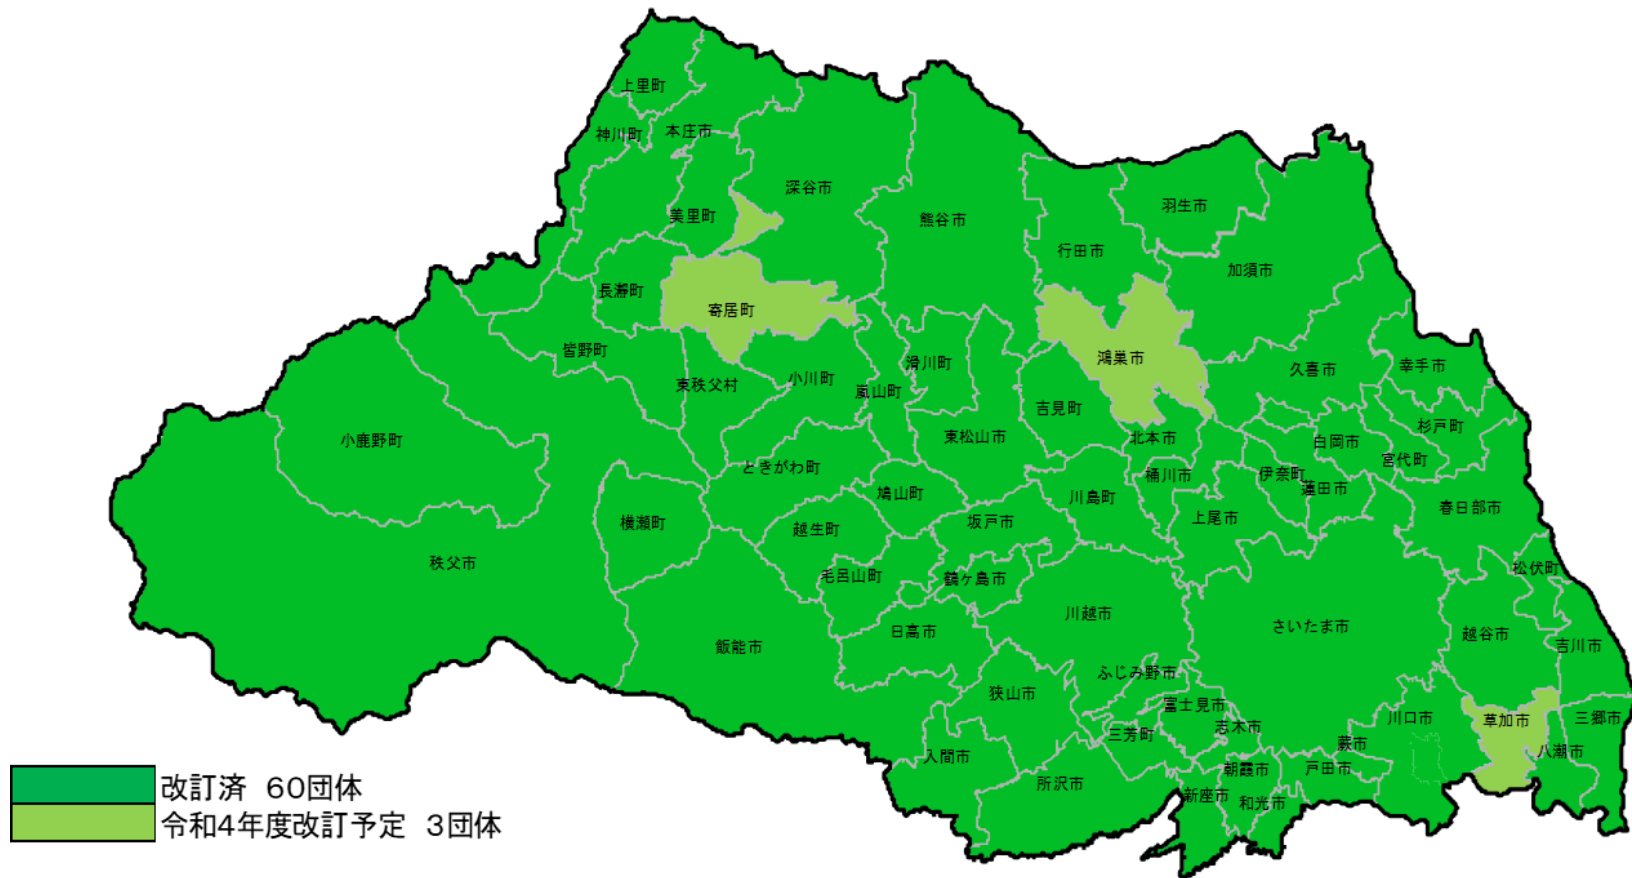 上里町
神川町
本庄市
深谷市
美里町
熊谷市
羽生市
行田市
加須市
長瀞町
寄居町
皆野町
鴻巣市
滑川町
久喜市
幸手市
東秩父村
小川町
嵐山町
吉見町
小鹿野町
東松山市
北本市
白岡市
杉戸町
宮代町
ときがわ町
桶川市
伊奈町
蓮田市
鳩山町
川島町
横瀬町
越生町
坂戸市
上尾市
春日部市
秩父市
毛呂山町
鶴ヶ島市
松伏町
川越市
さいたま市
日高市
越谷市
飯能市
吉川市
ふじみ野市
狭山市
富士見市
志木市
三芳町
川口市
草加市
三郷市
入間市
蕨市
八潮市
所沢市
朝霞市
戸田市
新座市
和光市
改訂済 60団体
令和4年度改訂予定 3団体